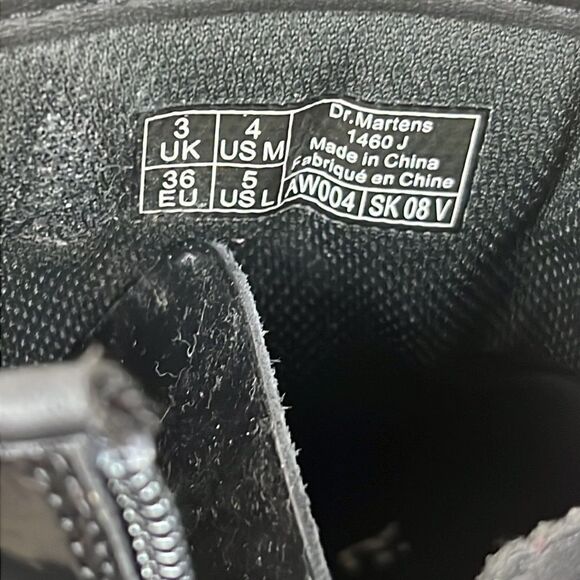 3 UK
4 US M
36 EU
5 US L
Dr.Martens
1460 J
Made in China
Fabriqué en Chine
AW004 SK 08 V